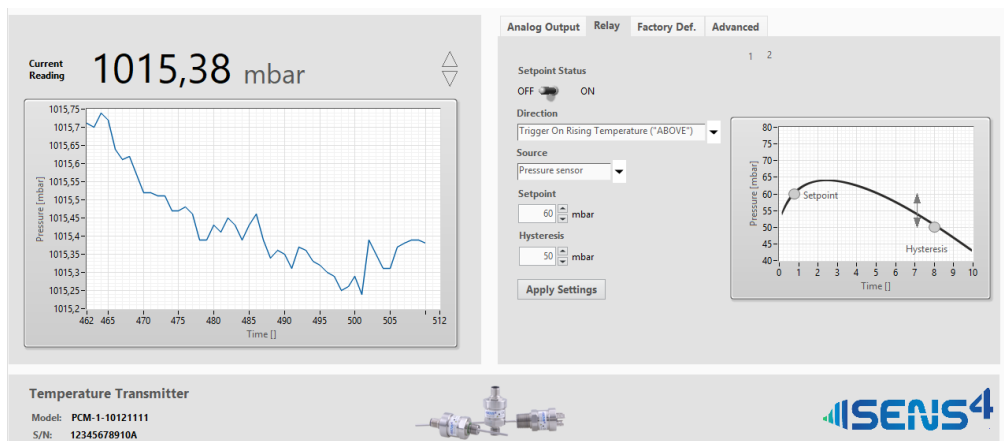 Analog Output Relay Factory Def. Advanced
Current
Reading
1015,38 mbar
1 2
Setpoint Status
OFF ON
Direction
Trigger On Rising Temperature ("ABOVE")
Source
Pressure sensor
Setpoint
60 mbar
Hysteresis
50 mbar
Apply Settings
1015,75
1015,7
1015,65
1015,6
1015,55
1015,5
1015,45
1015,4
1015,35
1015,3
1015,25
1015,2
Pressure [mbar]
462 465 470 475 480 485 490 495 500 505 512
Time []
80
75
70
65
60
55
50
45
40
Pressure [mbar]
Setpoint
Hysteresis
0 1 2 3 4 5 6 7 8 9 10
Time []
Temperature Transmitter
Model: PCM-1-10121111
S/N: 12345678910A
SENS4